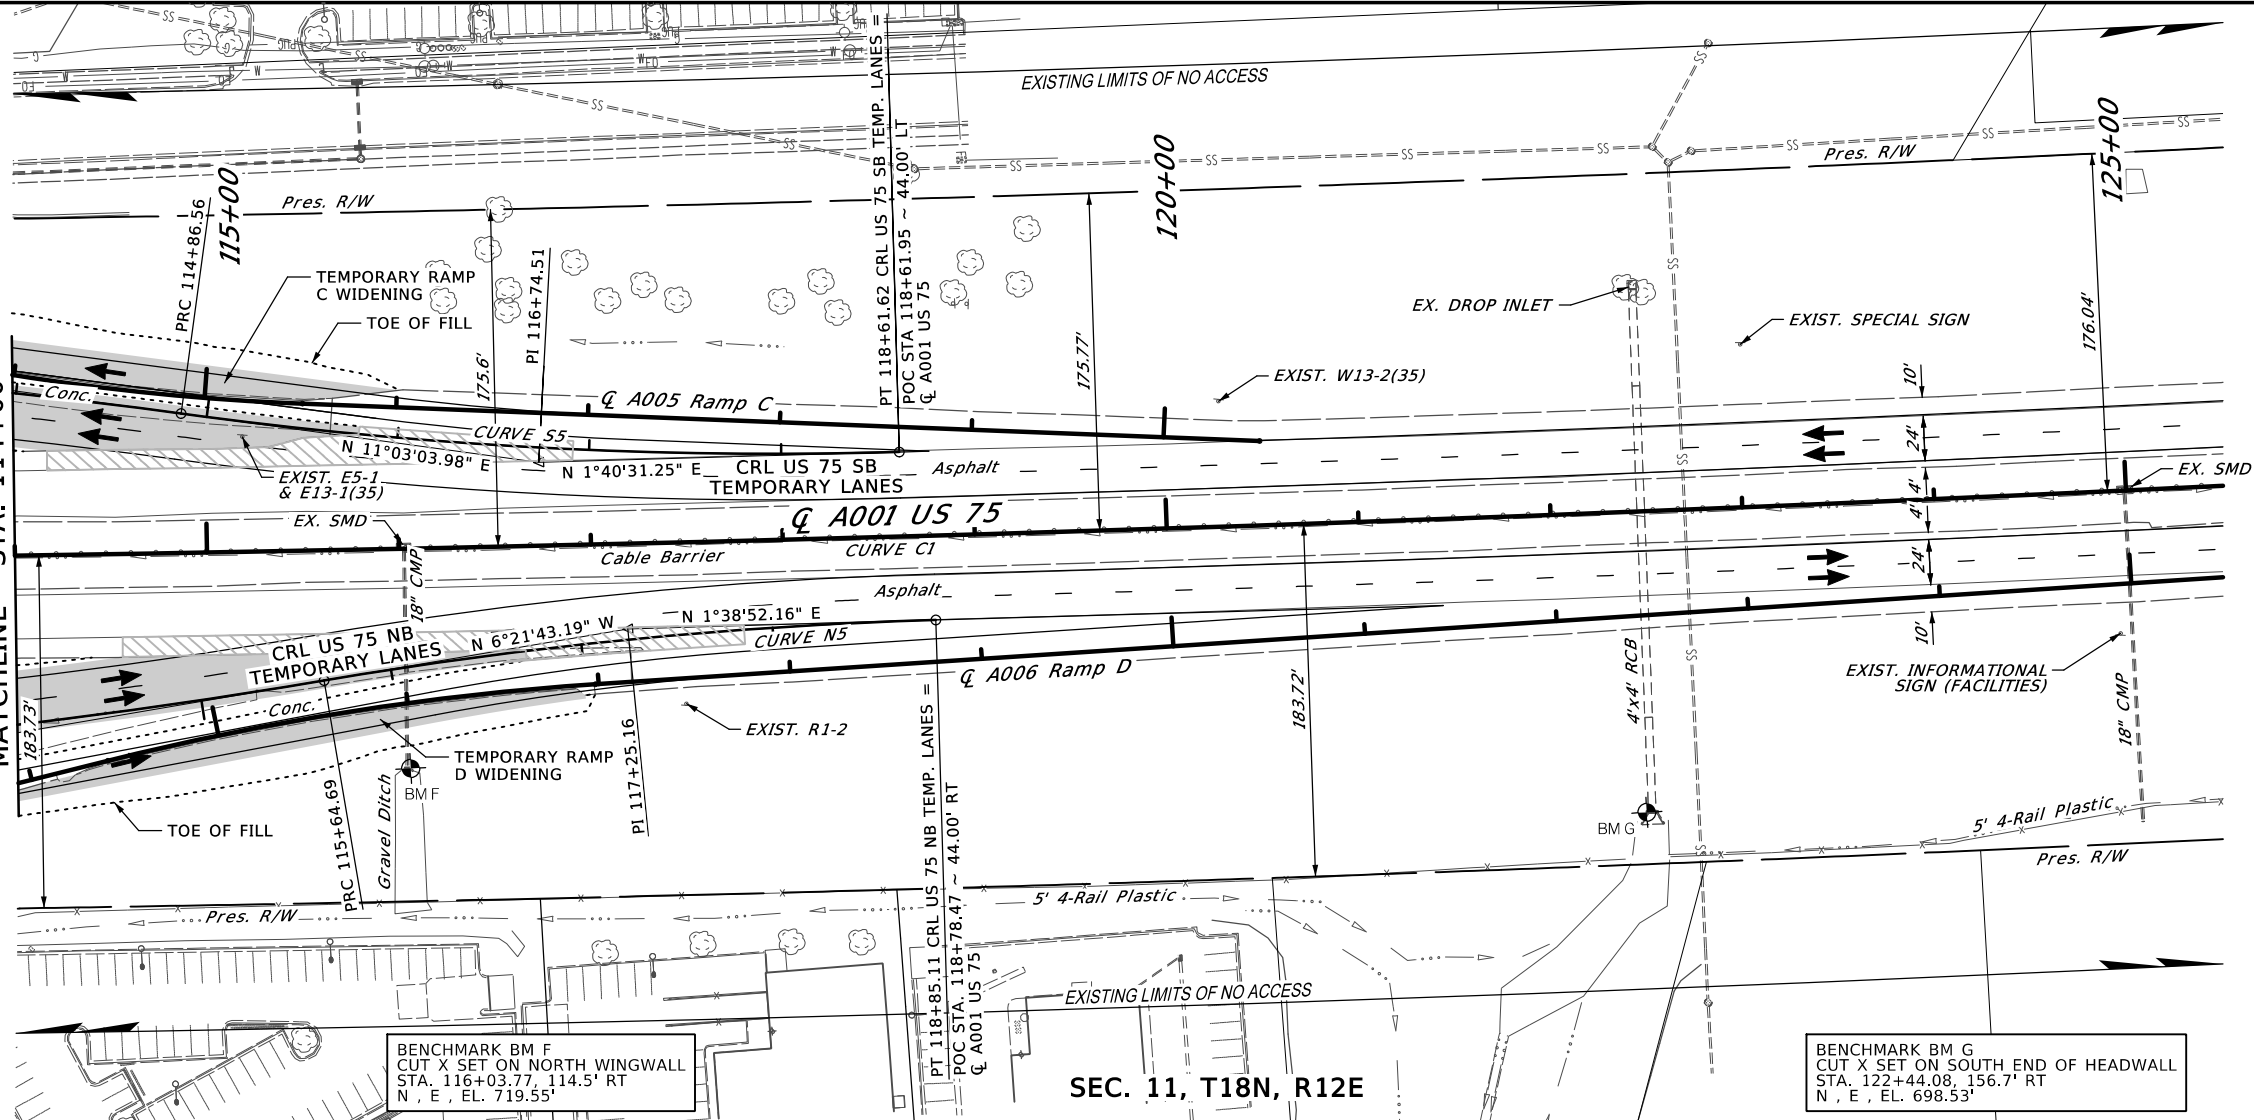 EXISTING LIMITS OF NO ACCESS
Pres. R/W
Pres. R/W
115+00
120+00
125+00
PRC 114+86.56
TEMPORARY RAMP
C WIDENING
TOE OF FILL
PI 116+74.51
175.6'
PT 118+61.62 CRL US 75 SB TEMP. LANES =
POC STA 118+61.95 ~ 44.00' LT
℄ A001 US 75
175.77'
176.04'
EX. DROP INLET
EXIST. SPECIAL SIGN
EXIST. W13-2(35)
Conc.
℄ A005 Ramp C
CURVE S5
N 11°03'03.98" E
N 1°40'31.25" E
CRL US 75 SB
TEMPORARY LANES
Asphalt
EXIST. E5-1
& E13-1(35)
EX. SMD
10'
24'
4'
4'
24'
10'
EX. SMD
℄ A001 US 75
Cable Barrier
CURVE C1
18" CMP
Asphalt
N 1°38'52.16" E
N 6°21'43.19" W
CURVE N5
CRL US 75 NB
TEMPORARY LANES
℄ A006 Ramp D
Conc.
183.73'
183.72'
4'x4' RCB
EXIST. INFORMATIONAL
SIGN (FACILITIES)
18" CMP
EXIST. R1-2
TEMPORARY RAMP
D WIDENING
PI 117+25.16
PRC 115+64.69
Gravel Ditch
BM F
BM G
TOE OF FILL
5' 4-Rail Plastic
Pres. R/W
Pres. R/W
5' 4-Rail Plastic
PT 118+85.11 CRL US 75 NB TEMP. LANES =
POC STA. 118+78.47 ~ 44.00' RT
℄ A001 US 75
EXISTING LIMITS OF NO ACCESS
BENCHMARK BM F
CUT X SET ON NORTH WINGWALL
STA. 116+03.77, 114.5' RT
N , E , EL. 719.55'
SEC. 11, T18N, R12E
BENCHMARK BM G
CUT X SET ON SOUTH END OF HEADWALL
STA. 122+44.08, 156.7' RT
N , E , EL. 698.53'